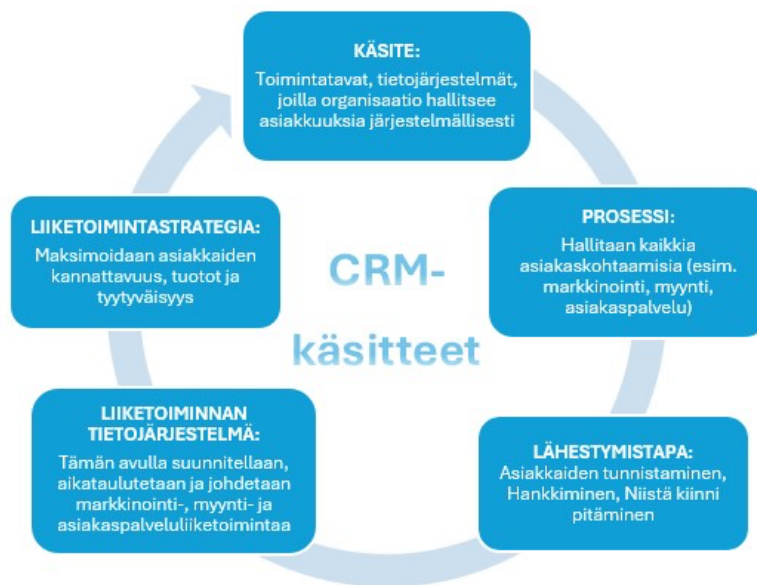 KÄSITE:
Toimintatavat, tietojärjestelmät,
joilla organisaatio hallitsee
asiakkuuksia järjestelmällisesti
PROSESSI:
Hallitaan kaikkia
asiakaskohtaamisia (esim.
markkinointi, myynti,
asiakaspalvelu)
LÄHESTYMISTAPA:
Asiakkaiden tunnistaminen,
Hankkiminen, Niistä kiinni
pitäminen
LIIKETOIMINNAN
TIETOJÄRJESTELMÄ:
Tämän avulla suunnitellaan,
aikataulutetaan ja johdetaan
markkinointi-, myynti- ja
asiakaspalveluliiketoimintaa
LIIKETOIMINTASTRATEGIA:
Maksimoidaan asiakkaiden
kannattavuus, tuotot ja
tyytyväisyys
CRM-
käsitteet